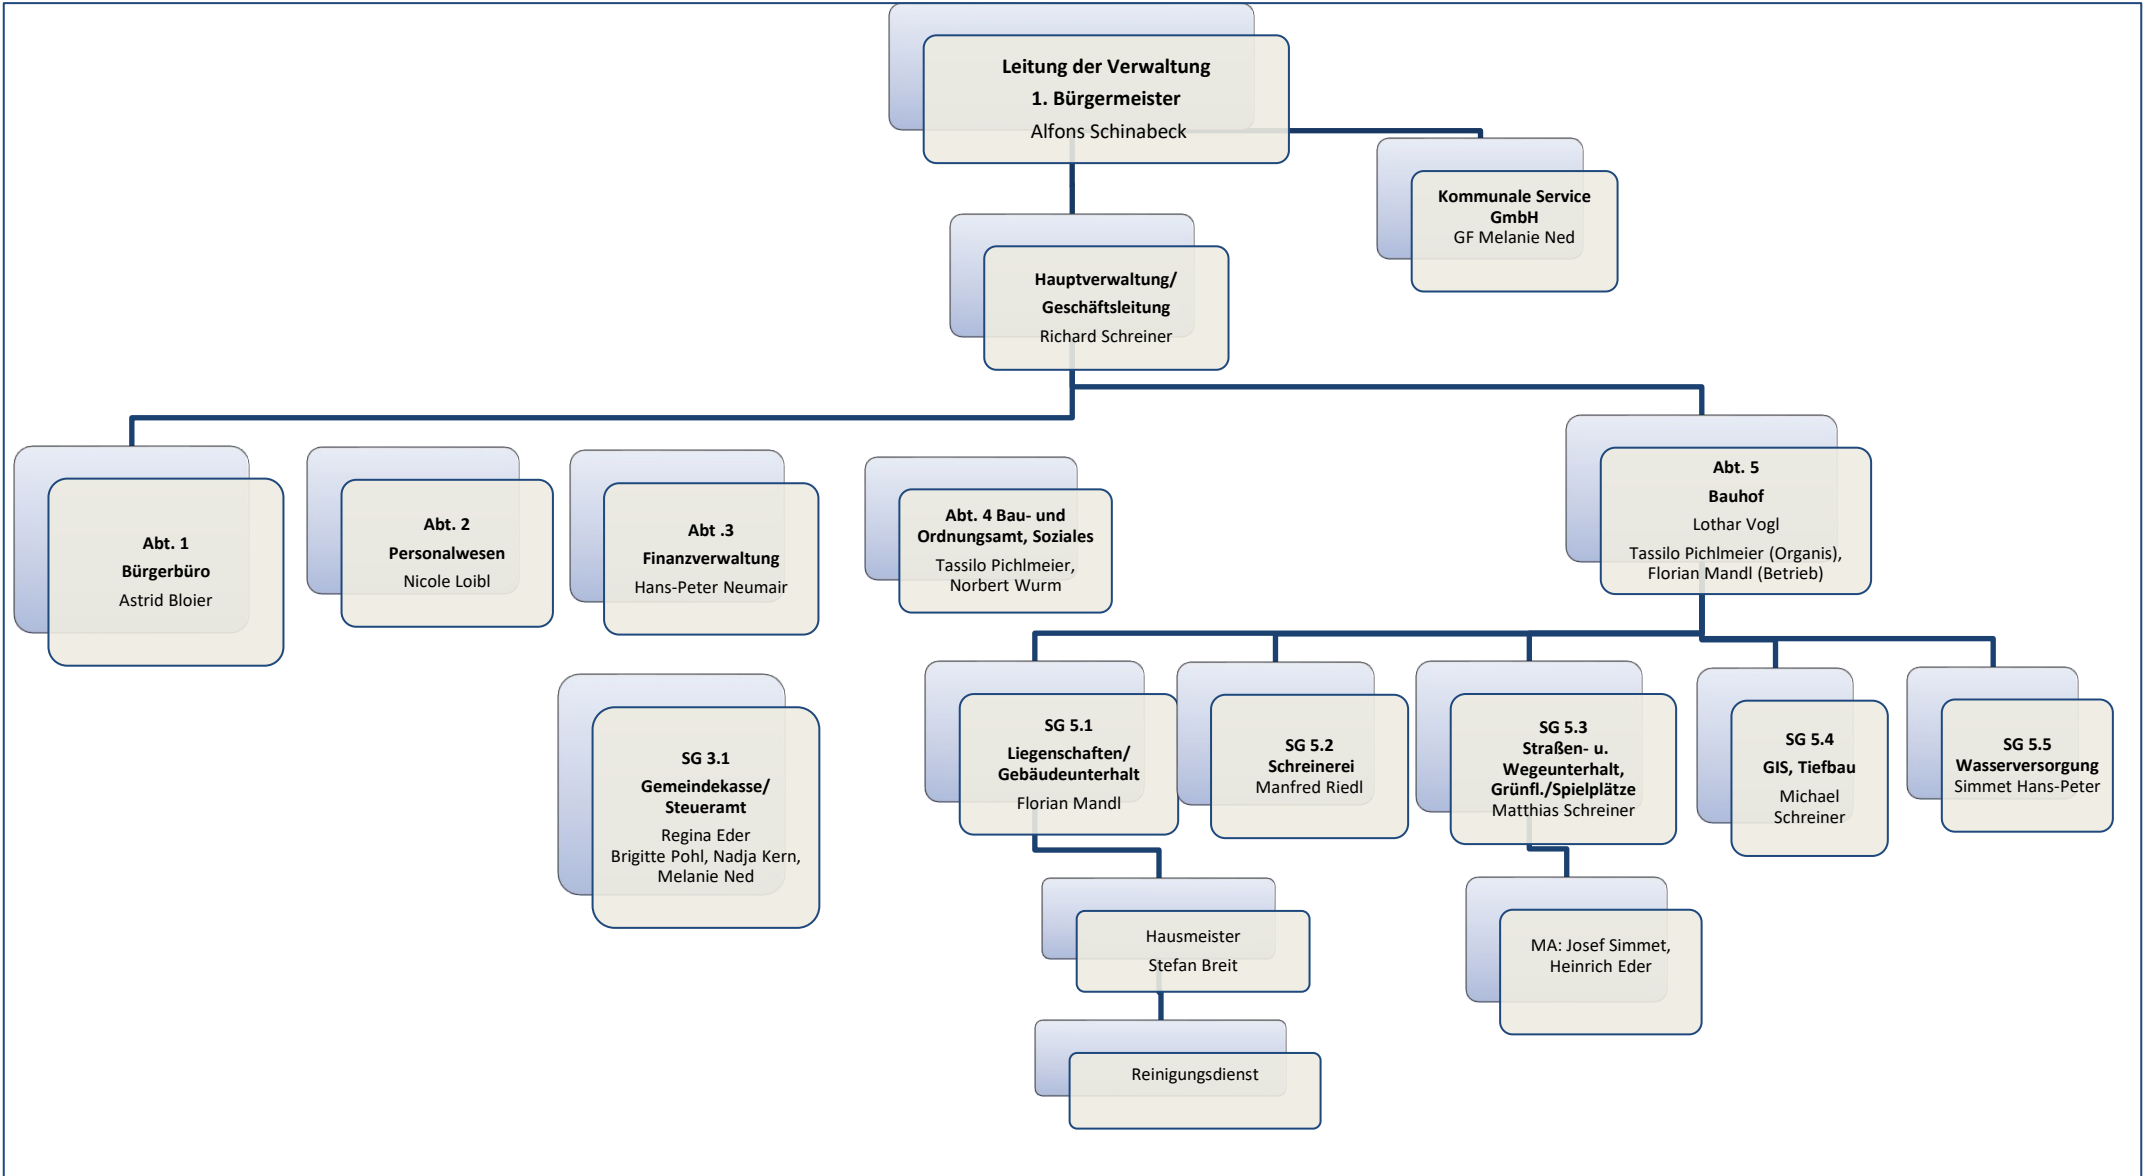 Leitung der Verwaltung
1. Bürgermeister
Alfons Schinabeck
Kommunale Service
GmbH
GF Melanie Ned
Hauptverwaltung/
Geschäftsleitung
Richard Schreiner
Abt. 1
Bürgerbüro
Astrid Bloier
Abt. 2
Personalwesen
Nicole Loibl
Abt .3
Finanzverwaltung
Hans-Peter Neumair
Abt. 4 Bau- und
Ordnungsamt, Soziales
Tassilo Pichlmeier,
Norbert Wurm
Abt. 5
Bauhof
Lothar Vogl
Tassilo Pichlmeier (Organis),
Florian Mandl (Betrieb)
SG 3.1
Gemeindekasse/
Steueramt
Regina Eder
Brigitte Pohl, Nadja Kern,
Melanie Ned
SG 5.1
Liegenschaften/
Gebäudeunterhalt
Florian Mandl
SG 5.2
Schreinerei
Manfred Riedl
SG 5.3
Straßen- u.
Wegeunterhalt,
Grünfl./Spielplätze
Matthias Schreiner
SG 5.4
GIS, Tiefbau
Michael
Schreiner
SG 5.5
Wasserversorgung
Simmet Hans-Peter
Hausmeister
Stefan Breit
MA: Josef Simmet,
Heinrich Eder
Reinigungsdienst